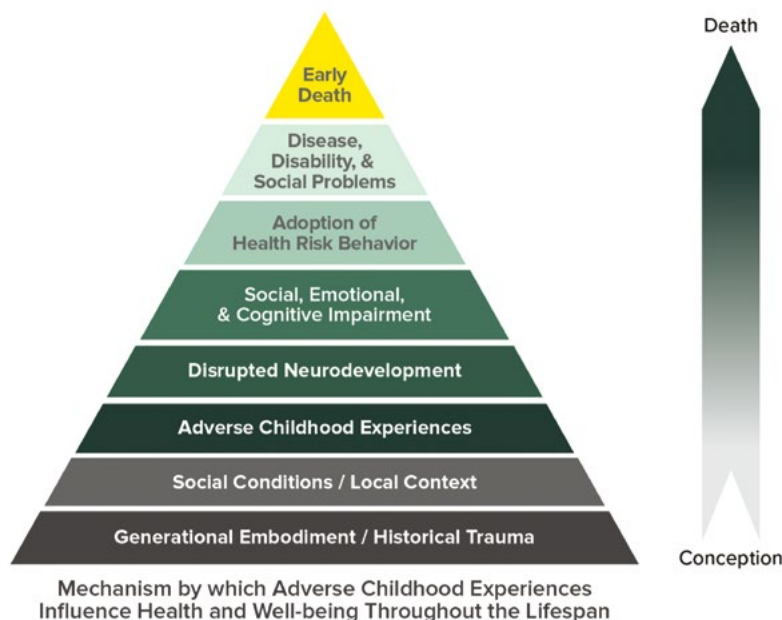 Death
Early
Death
Disease,
Disability, &
Social Problems
Adoption of
Health Risk Behavior
Social, Emotional,
& Cognitive Impairment
Disrupted Neurodevelopment
Adverse Childhood Experiences
Social Conditions / Local Context
Generational Embodiment / Historical Trauma
Conception
Mechanism by which Adverse Childhood Experiences
Influence Health and Well-being Throughout the Lifespan